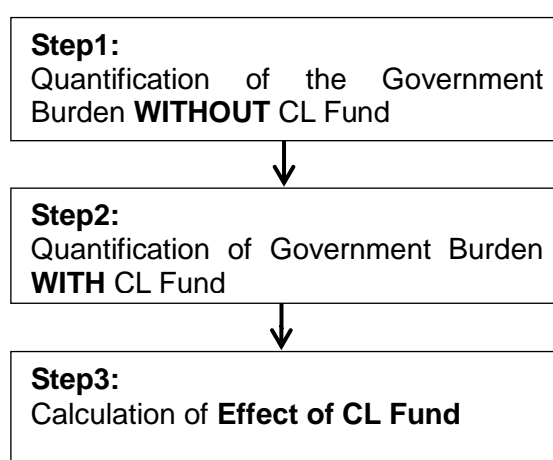 Step1:
Quantification of the Government
Burden WITHOUT CL Fund
Step2:
Quantification of Government Burden
WITH CL Fund
Step3:
Calculation of Effect of CL Fund